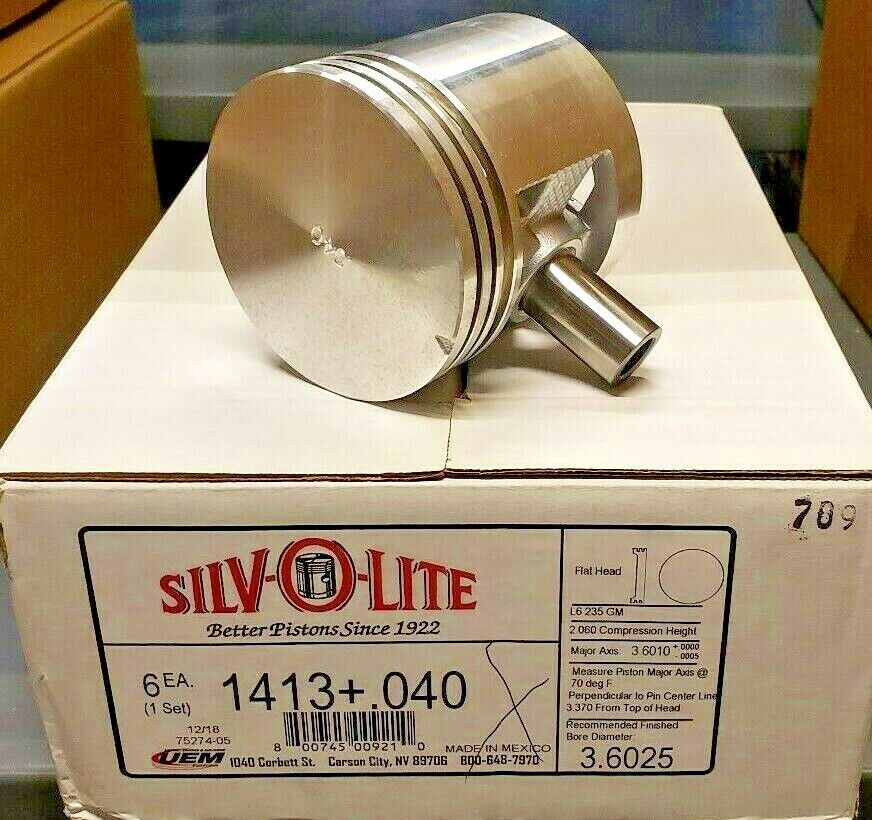 040
709
SILV-O-LITE
Better Pistons Since 1922
6 EA.
(1 Set)
1413+.040
12/18
75274-05
8 00745 00921 0
MADE IN MEXICO
UEM
1040 Corbett St. Carson City, NV 89706 800-648-7970
Flat Head
L6 235 GM
2.060 Compression Height
Major Axis 3.6010 +.0000
-.0005
Measure Piston Major Axis @
70 deg F.
Perpendicular to Pin Center Line
3.370 From Top of Head
Recommended Finished
Bore Diameter:
3.6025